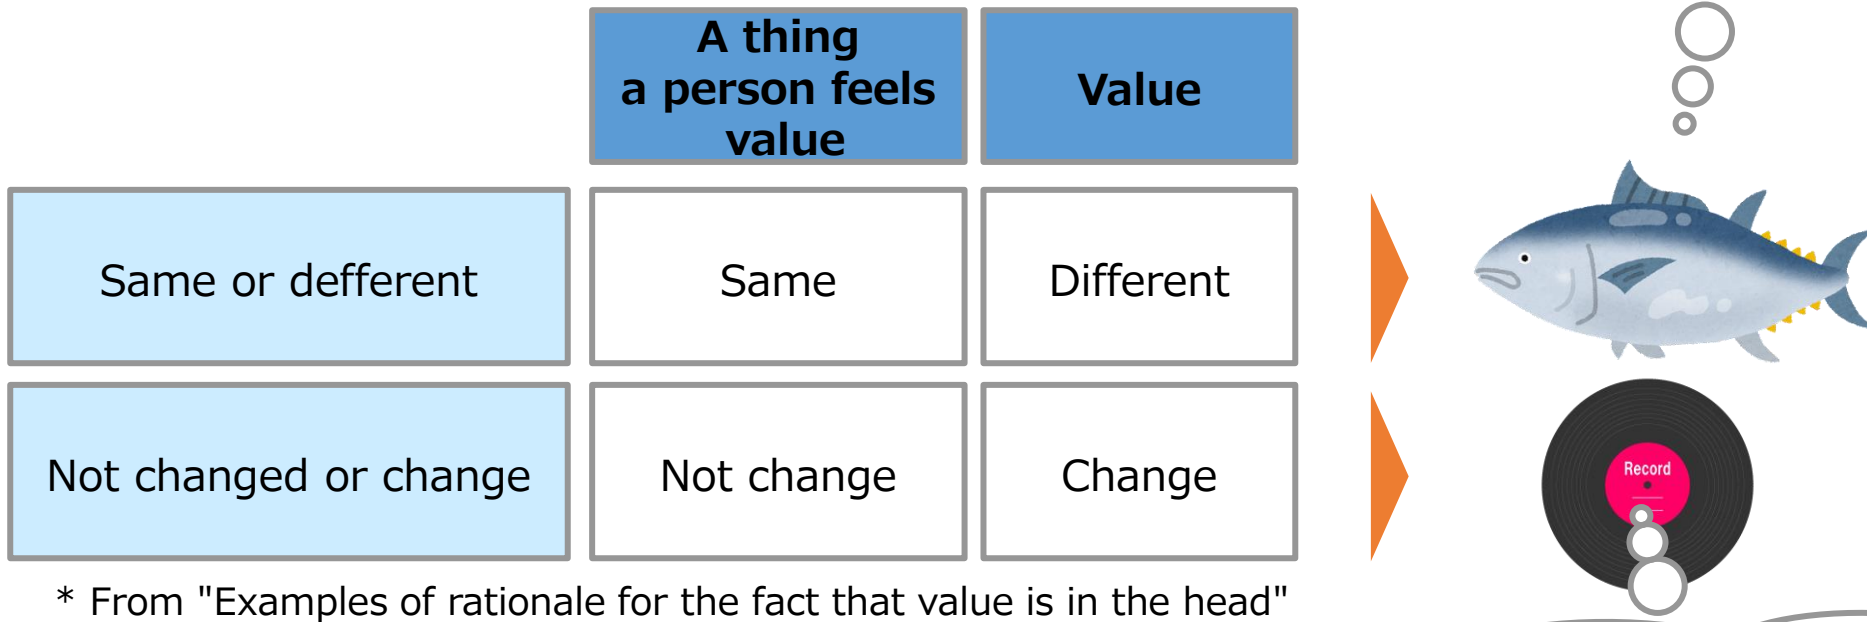 A thing
a person feels
value
Value
Same or defferent
Same
Different
Not changed or change
Not change
Change
Record
* From "Examples of rationale for the fact that value is in the head"